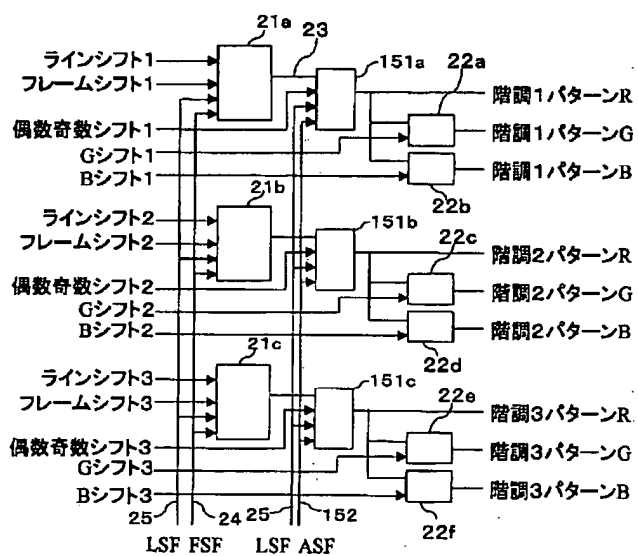 21a
23
151a
22a
ラインシフト1
フレームシフト1
偶数奇数シフト1
Gシフト1
Bシフト1
階調1パターンR
階調1パターンG
階調1パターンB
22b
21b
151b
22c
ラインシフト2
フレームシフト2
偶数奇数シフト2
Gシフト2
Bシフト2
階調2パターンR
階調2パターンG
階調2パターンB
22d
21c
151c
22e
ラインシフト3
フレームシフト3
偶数奇数シフト3
Gシフト3
Bシフト3
階調3パターンR
階調3パターンG
階調3パターンB
22f
25 24 25 152
LSF FSF LSF ASF